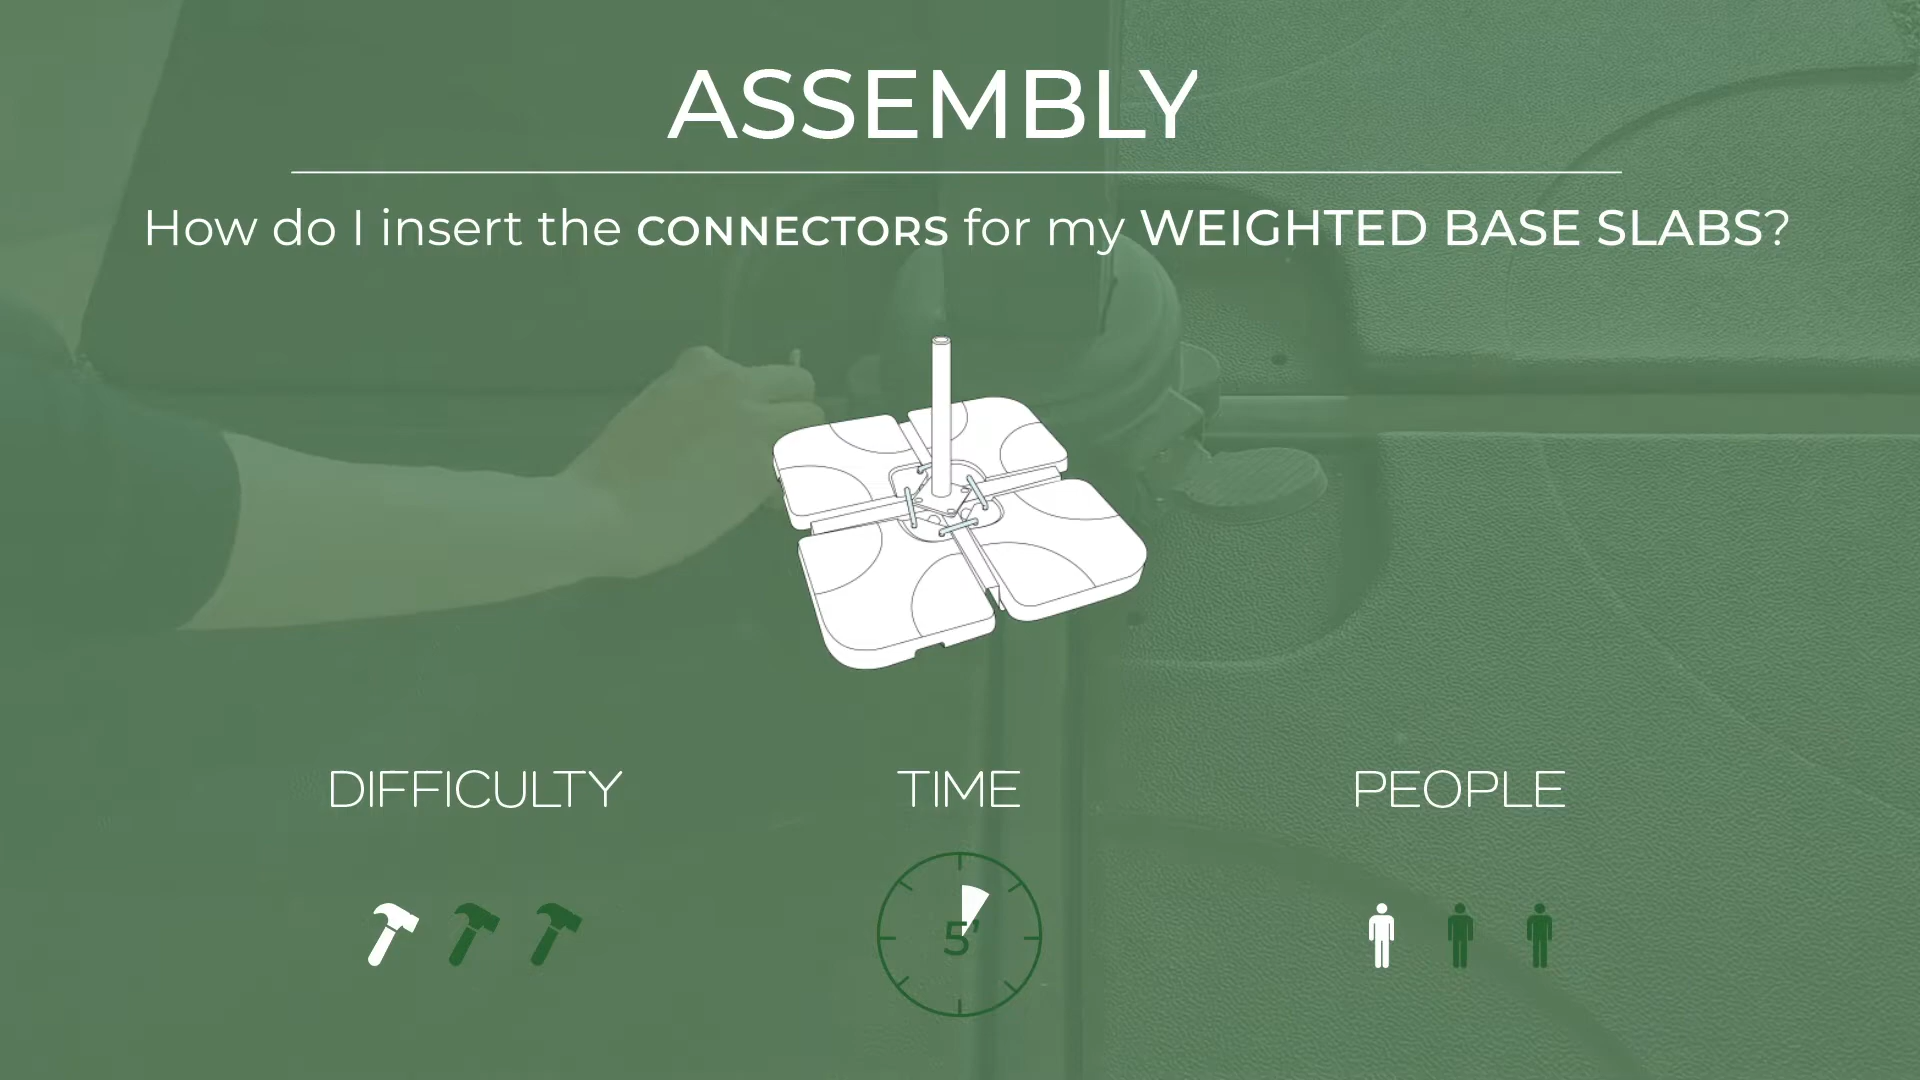 ASSEMBLY
How do I insert the CONNECTORS for my WEIGHTED BASE SLABS?
DIFFICULTY
TIME
PEOPLE
5'